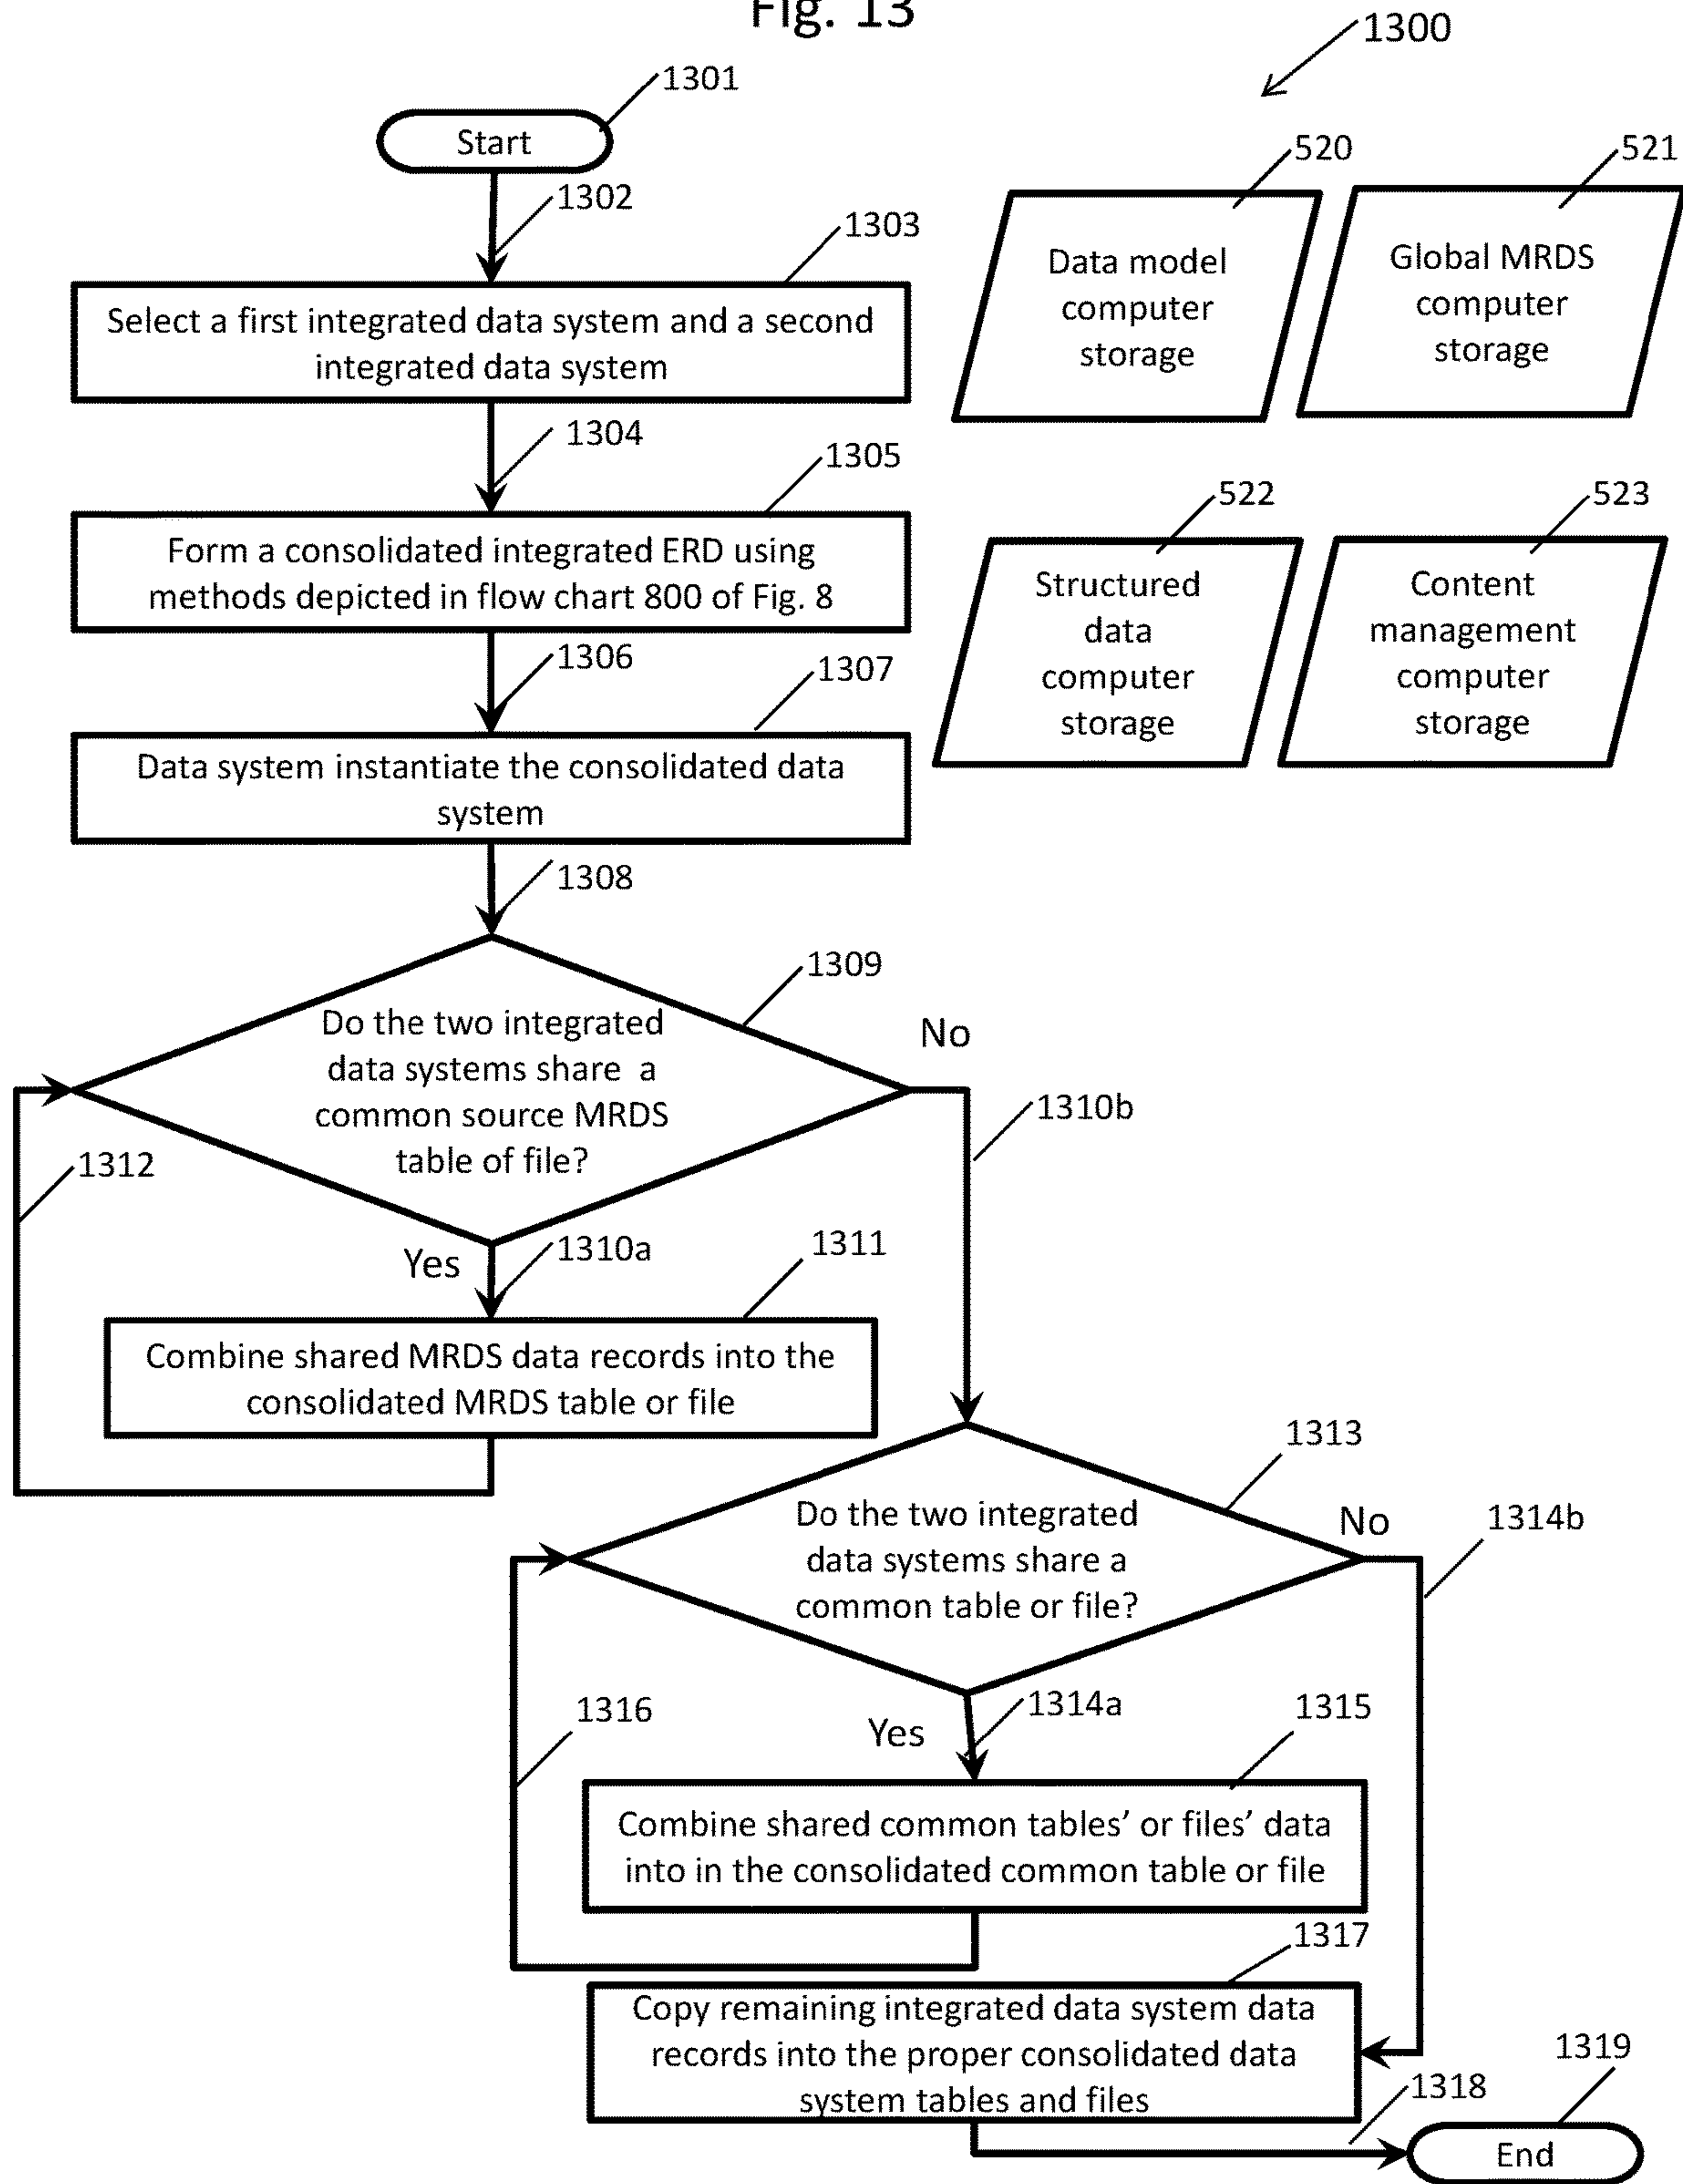 Fig. 13
1300
1301
Start
1302
520
521
1303
Data model
computer
storage
Global MRDS
computer
storage
Select a first integrated data system and a second
integrated data system
1304
1305
522
523
Form a consolidated integrated ERD using
methods depicted in flow chart 800 of Fig. 8
Structured
data
computer
storage
Content
management
computer
storage
1306
1307
Data system instantiate the consolidated data
system
1308
1309
Do the two integrated
data systems share a
common source MRDS
table of file?
No
1310b
1312
Yes
1310a
1311
Combine shared MRDS data records into the
consolidated MRDS table or file
1313
Do the two integrated
data systems share a
common table or file?
No
1314b
1316
Yes
1314a
1315
Combine shared common tables’ or files’ data
into in the consolidated common table or file
1317
Copy remaining integrated data system data
records into the proper consolidated data
system tables and files
1318
1319
End